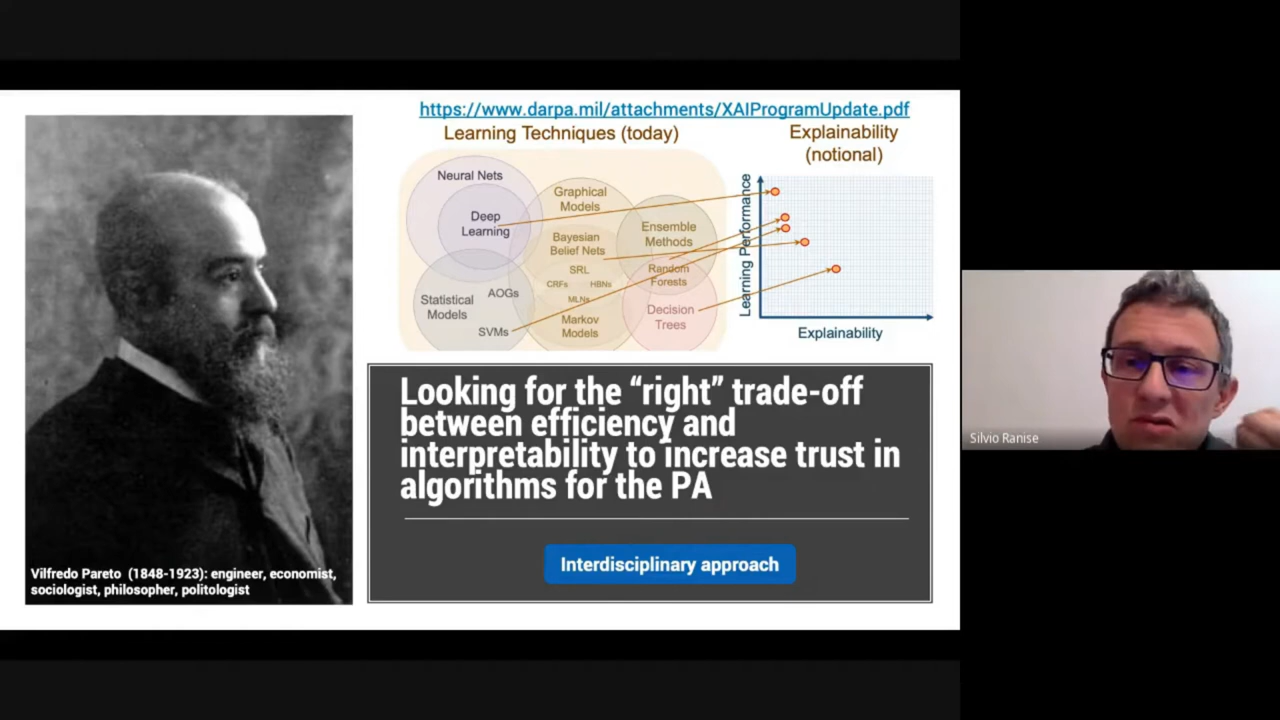 https://www.darpa.mil/attachments/XAIProgramUpdate.pdf
Learning Techniques (today)
Explainability
(notional)
Neural Nets
Deep
Learning
Graphical
Models
Bayesian
Belief Nets
SRL
CRFs
HBNs
MLNs
Markov
Models
Ensemble
Methods
Random
Forests
Decision
Trees
Statistical
Models
AOGs
SVMs
Learning Performance
Explainability
Looking for the “right” trade-off
between efficiency and
interpretability to increase trust in
algorithms for the PA
Interdisciplinary approach
Vilfredo Pareto (1848-1923): engineer, economist,
sociologist, philosopher, politologist
Silvio Ranise